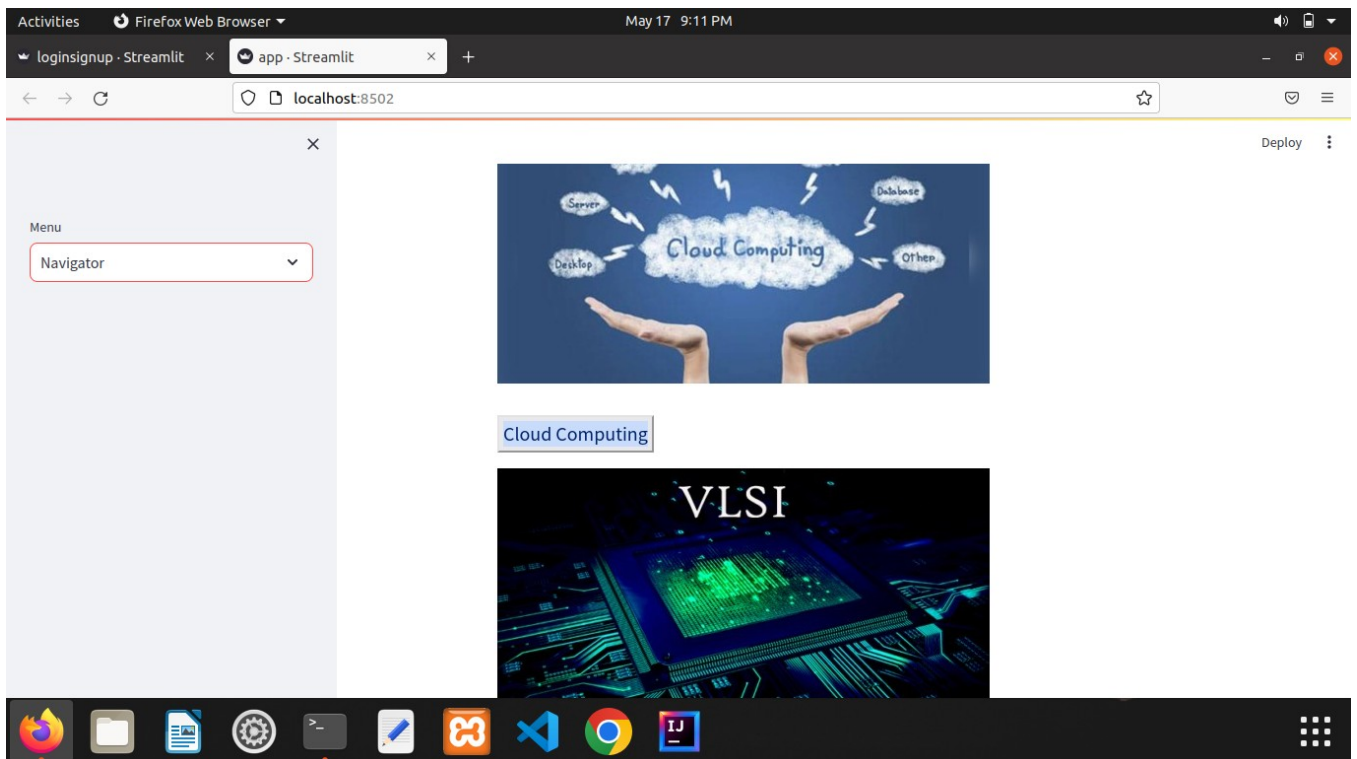 Activities Firefox Web Browser May 17 9:11 PM
loginsignup · Streamlit app · Streamlit
localhost:8502
Deploy
Menu
Navigator
Server
Database
Cloud Computing
Desktop
Other
Cloud Computing
VLSI
>_
IJ